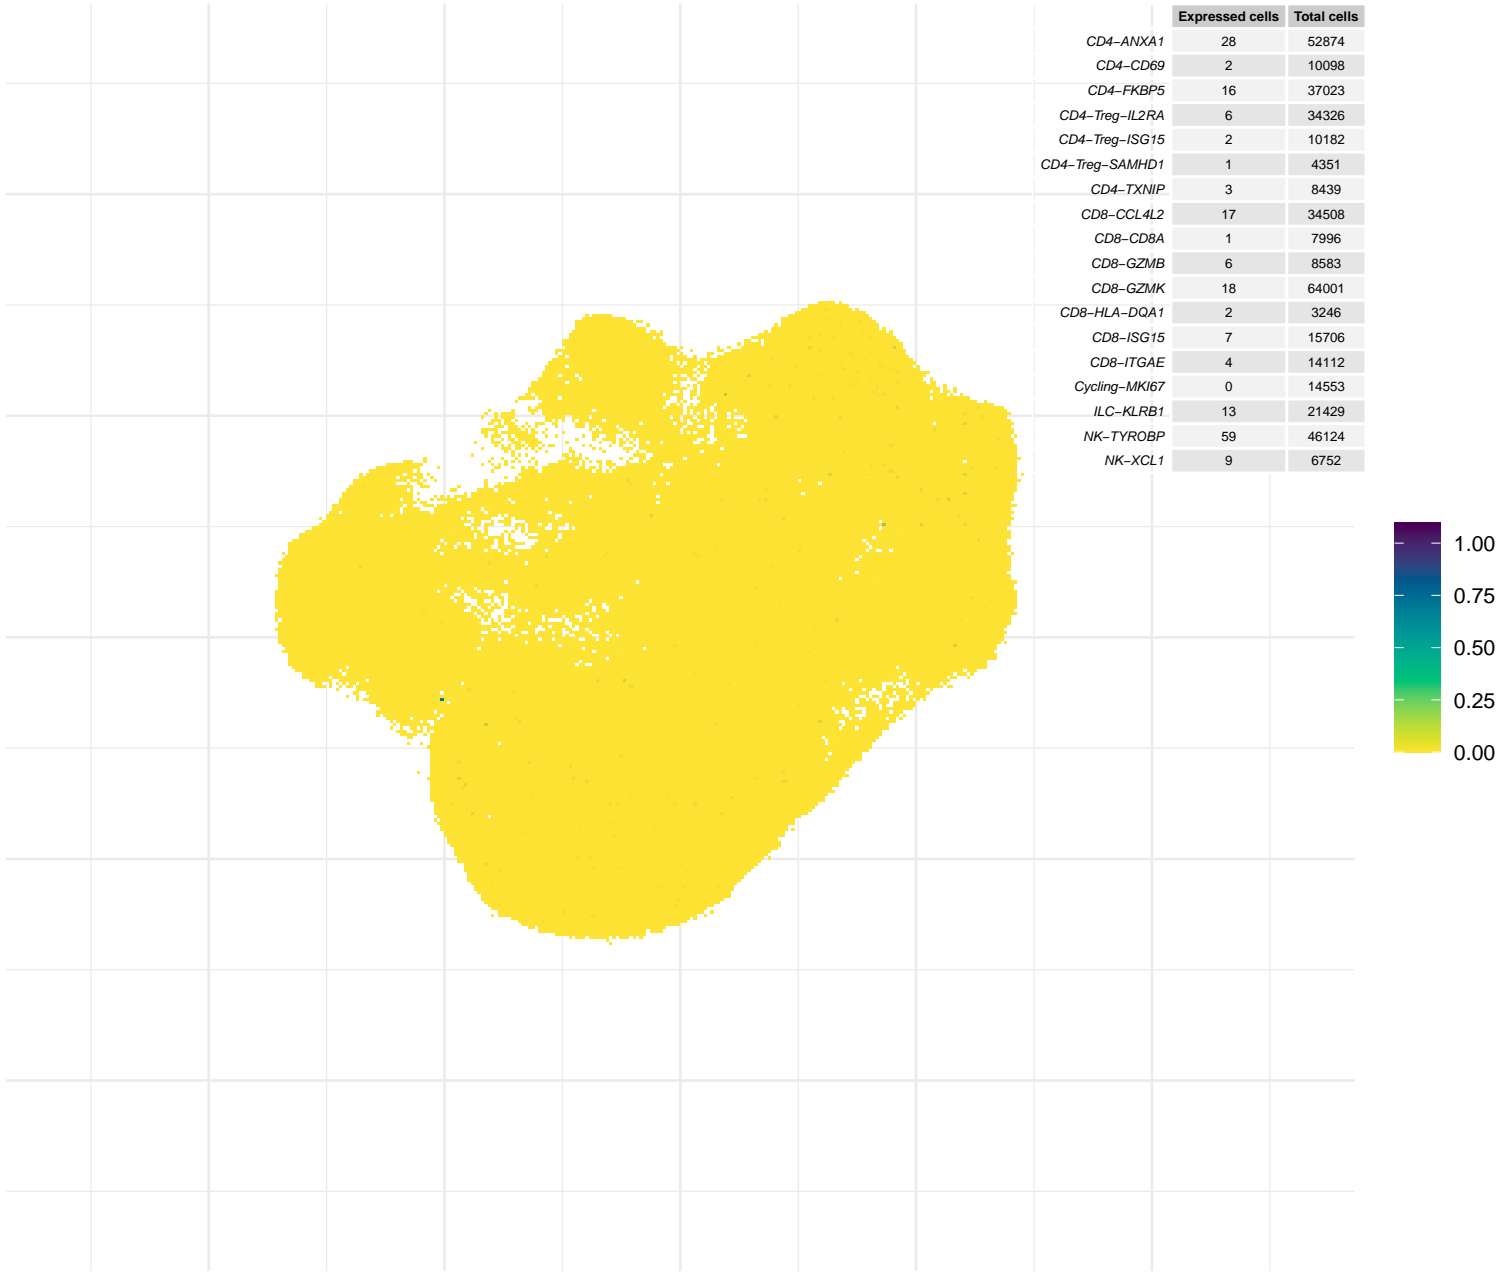 Expressed cells Total cells
CD4−ANXA1 28 52874
CD4−CD69 2 10098
CD4−FKBP5 16 37023
CD4−Treg−IL2RA 6 34326
CD4−Treg−ISG15 2 10182
CD4−Treg−SAMHD1 1 4351
CD4−TXNIP 3 8439
CD8−CCL4L2 17 34508
CD8−CD8A 1 7996
CD8−GZMB 6 8583
CD8−GZMK 18 64001
CD8−HLA−DQA1 2 3246
CD8−ISG15 7 15706
CD8−ITGAE 4 14112
Cycling−MKI67 0 14553
ILC−KLRB1 13 21429
NK−TYROBP 59 46124
NK−XCL1 9 6752
1.00
0.75
0.50
0.25
0.00